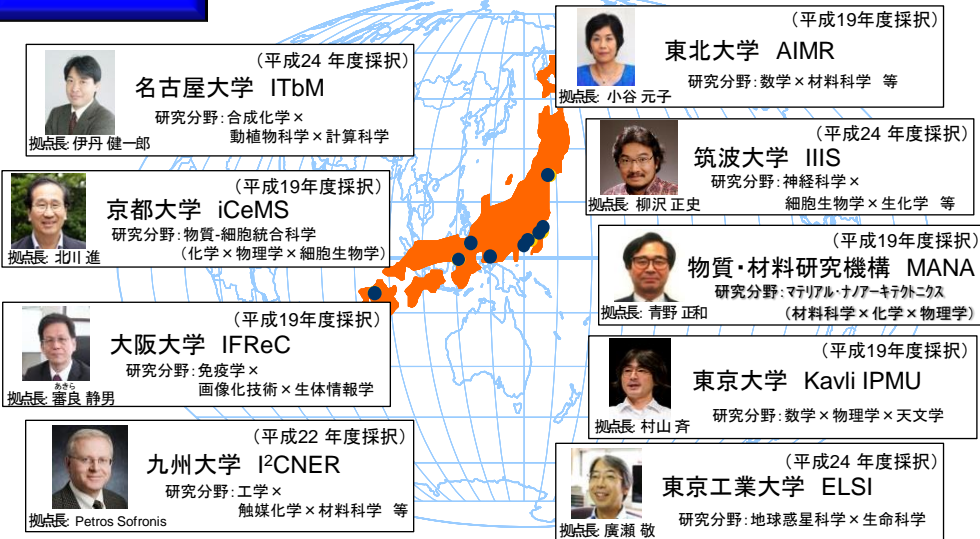 (平成24 年度採択)
名古屋大学 ITbM
研究分野:合成化学×
動植物科学×計算科学
拠点長: 伊丹 健一郎
(平成19年度採択)
京都大学 iCeMS
研究分野:物質-細胞統合科学
(化学×物理学×細胞生物学)
拠点長: 北川 進
(平成19年度採択)
大阪大学 IFReC
研究分野:免疫学×
画像化技術×生体情報学
あきら
拠点長: 審良 静男
(平成22 年度採択)
九州大学 I²CNER
研究分野:工学×
触媒化学×材料科学 等
拠点長: Petros Sofronis
(平成19年度採択)
東北大学 AIMR
研究分野:数学×材料科学 等
拠点長: 小谷 元子
(平成24 年度採択)
筑波大学 IIIS
研究分野:神経科学×
細胞生物学×生化学 等
拠点長: 柳沢 正史
(平成19年度採択)
物質・材料研究機構 MANA
研究分野:マテリアル・ナノアーキテクトニクス
(材料科学×化学×物理学)
拠点長: 青野 正和
(平成19年度採択)
東京大学 Kavli IPMU
研究分野:数学×物理学×天文学
拠点長: 村山 斉
(平成24 年度採択)
東京工業大学 ELSI
研究分野:地球惑星科学×生命科学
拠点長: 廣瀬 敬